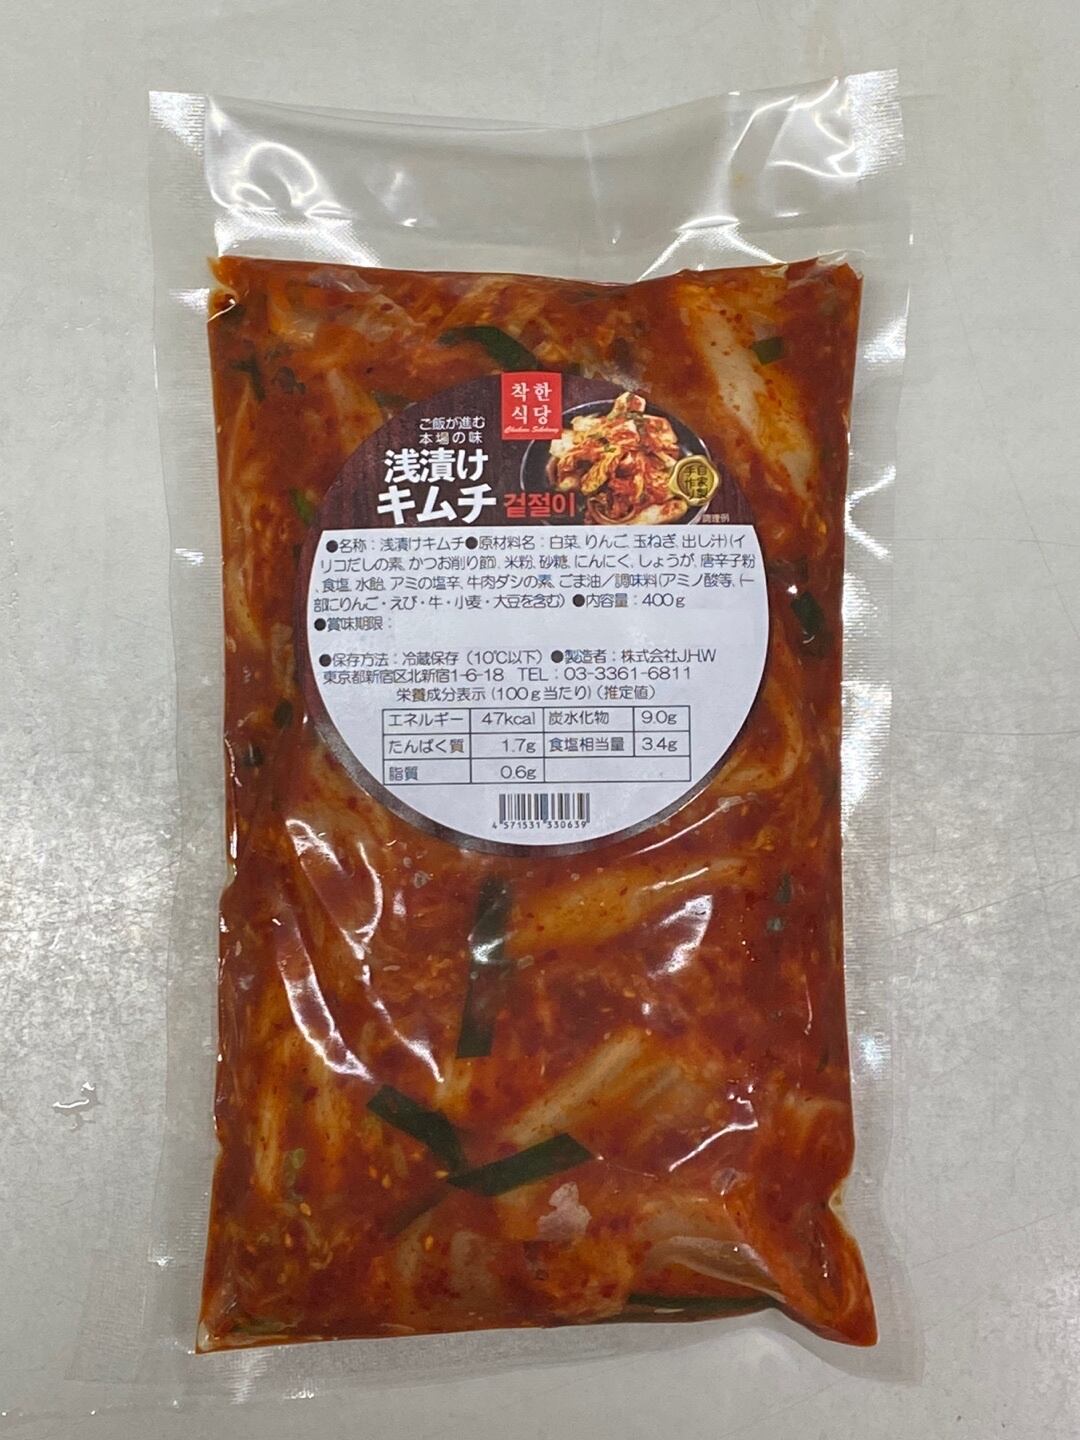 착한
식당
Chakan Sikdang
ご飯が進む
本場の味
浅漬け
キムチ 겉절이
自家製
手作り
調理例
●名称：浅漬けキムチ●原材料名：白菜、りんご、玉ねぎ、出し汁(イ
リコだしの素、かつお削り節)、米粉、砂糖、にんにく、しょうが、唐辛子粉
、食塩、水飴、アミの塩辛、牛肉ダシの素、ごま油／調味料(アミノ酸等、(一
部にりんご・えび・牛・小麦・大豆を含む) ●内容量：400g
●賞味期限：
●保存方法：冷蔵保存（10℃以下）●製造者：株式会社J.H.W
東京都新宿区北新宿1-6-18 TEL：03-3361-6811
栄養成分表示(100g当たり)(推定値)
エネルギー 47kcal 炭水化物 9.0g
たんぱく質 1.7g 食塩相当量 3.4g
脂質 0.6g
4 571531 330639